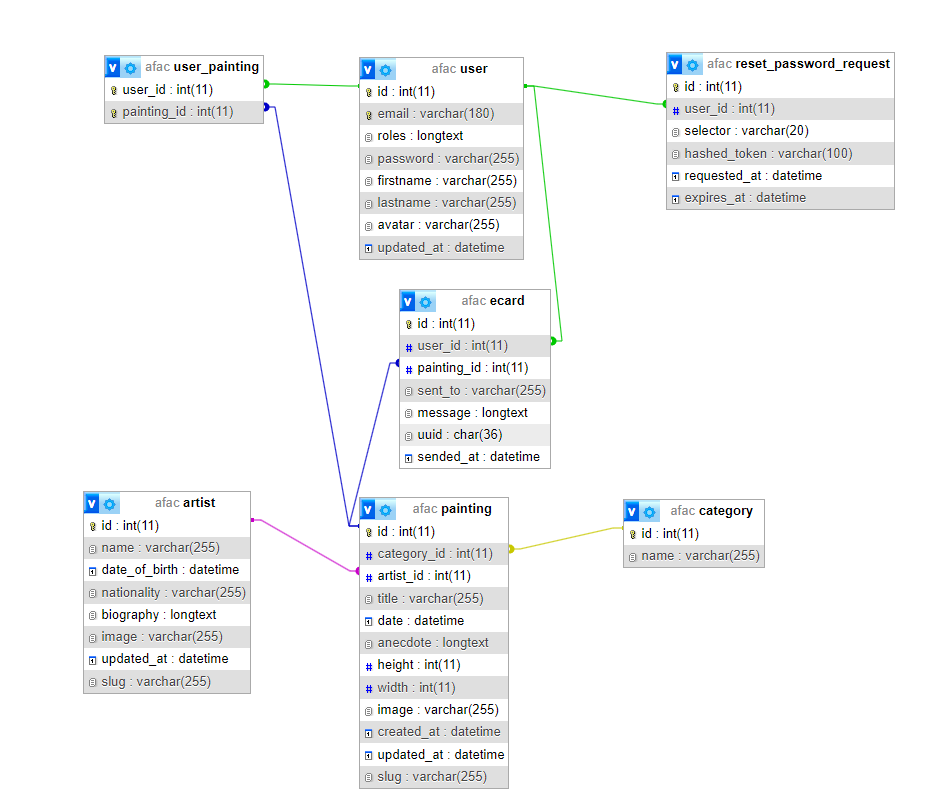 v afac user_painting
user_id : int(11)
painting_id : int(11)
v afac user
id : int(11)
email : varchar(180)
roles : longtext
password : varchar(255)
firstname : varchar(255)
lastname : varchar(255)
avatar : varchar(255)
updated_at : datetime
v afac reset_password_request
id : int(11)
# user_id : int(11)
selector : varchar(20)
hashed_token : varchar(100)
requested_at : datetime
expires_at : datetime
v afac ecard
id : int(11)
# user_id : int(11)
# painting_id : int(11)
sent_to : varchar(255)
message : longtext
uuid : char(36)
sended_at : datetime
v afac artist
id : int(11)
name : varchar(255)
date_of_birth : datetime
nationality : varchar(255)
biography : longtext
image : varchar(255)
updated_at : datetime
slug : varchar(255)
v afac painting
id : int(11)
# category_id : int(11)
# artist_id : int(11)
title : varchar(255)
date : datetime
anecdote : longtext
# height : int(11)
# width : int(11)
image : varchar(255)
created_at : datetime
updated_at : datetime
slug : varchar(255)
v afac category
id : int(11)
name : varchar(255)